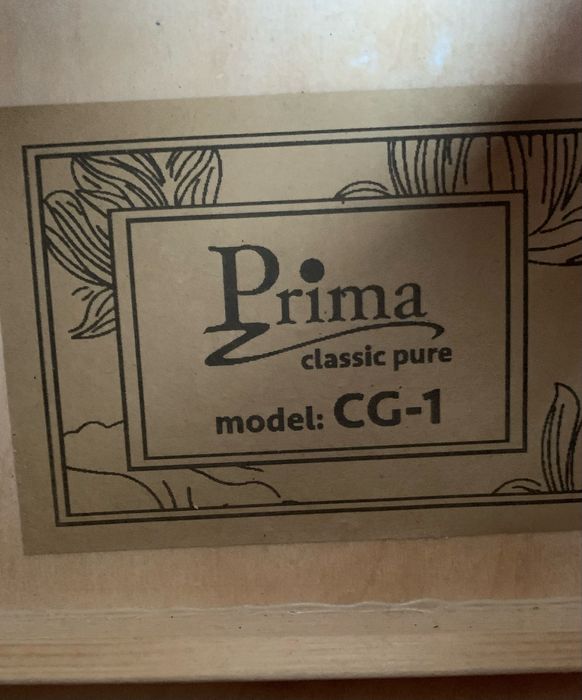 Prima
classic pure
model: CG-1